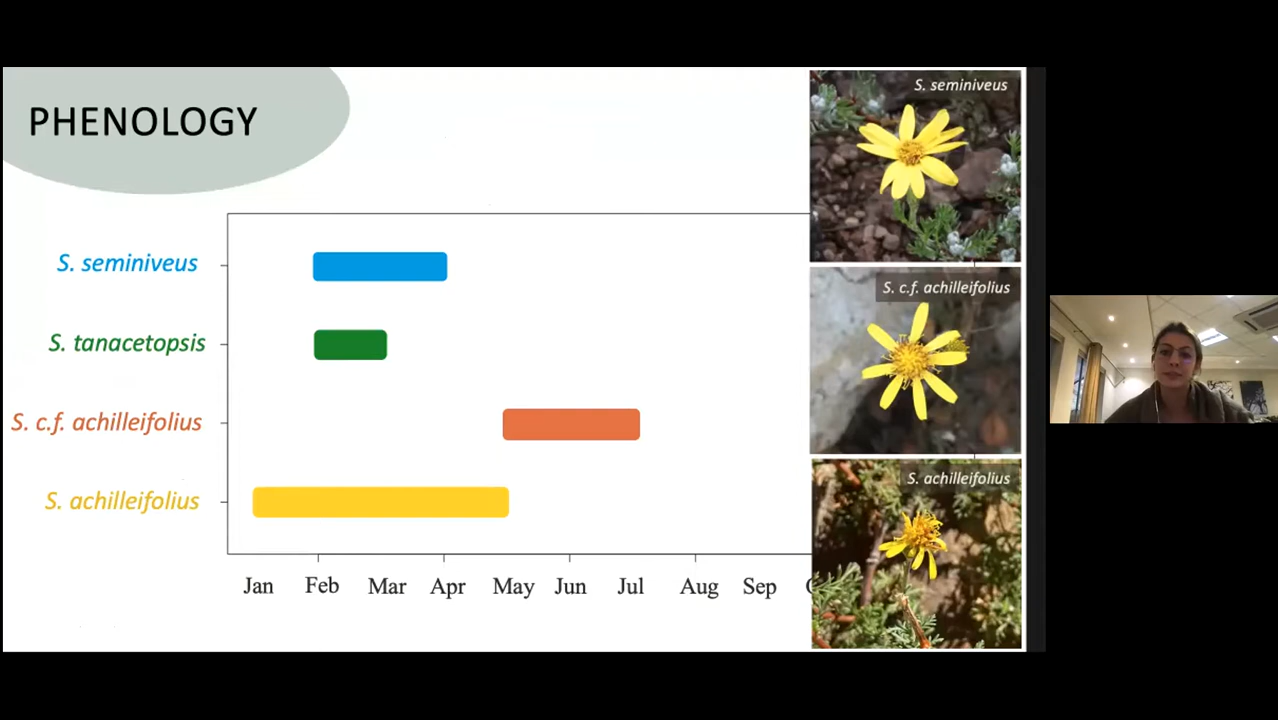 PHENOLOGY
S. seminiveus
S. seminiveus
S. tanacetopsis
S. c.f. achilleifolius
S. c.f. achilleifolius
S. achilleifolius
S. achilleifolius
Jan Feb Mar Apr May Jun Jul Aug Sep